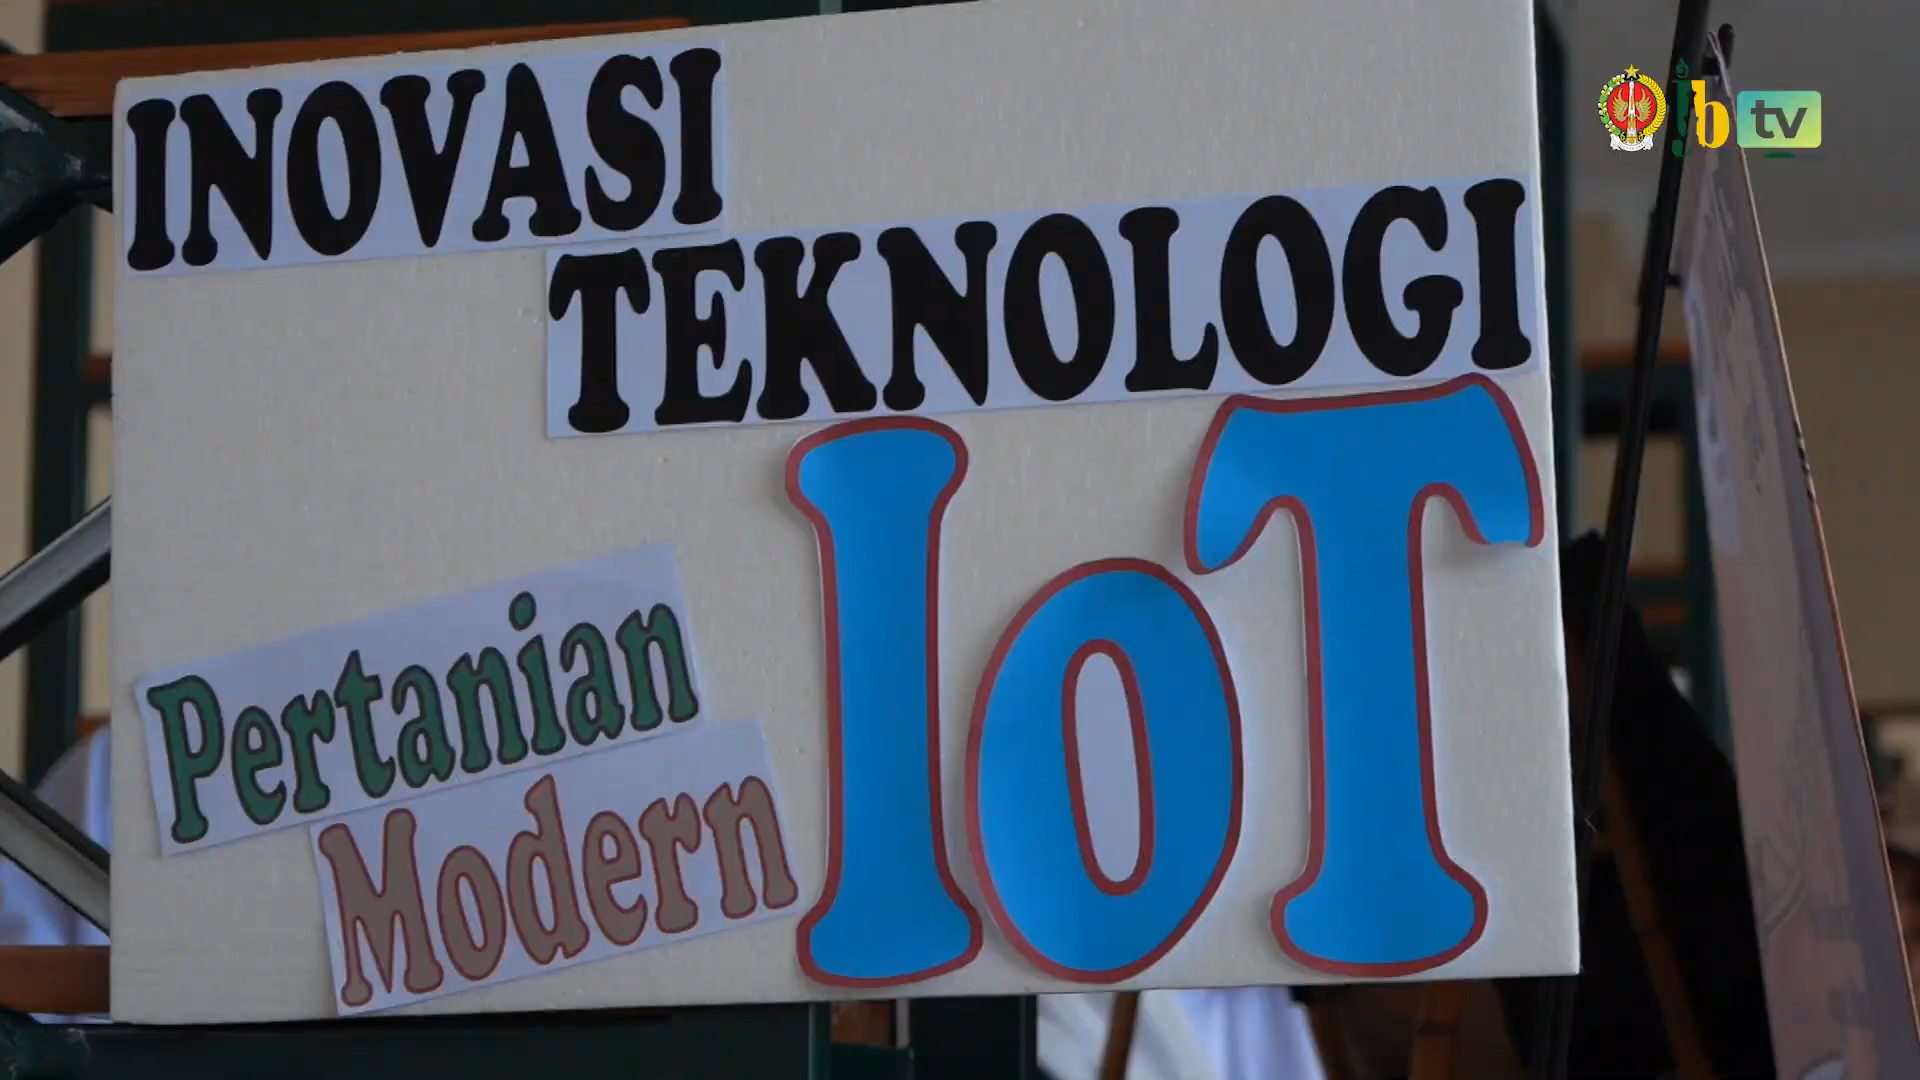 INOVASI
TEKNOLOGI
IoT
Pertanian
Modern
jb tv